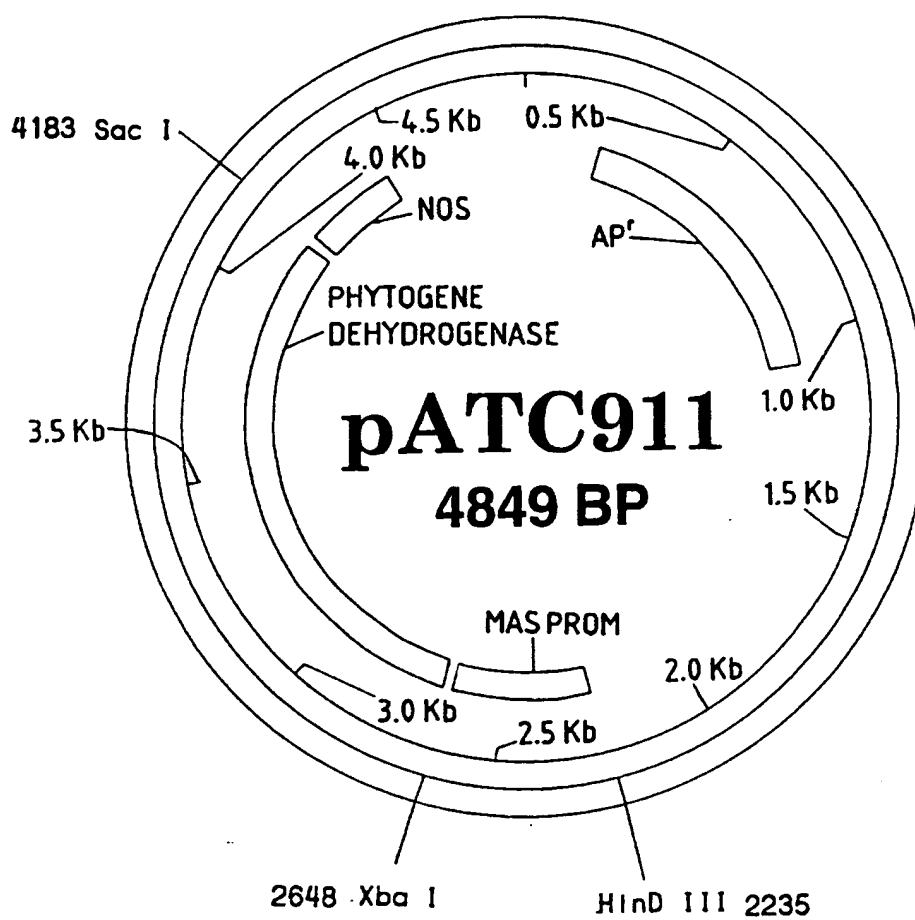 4183 Sac I
4.5 Kb
0.5 Kb
4.0 Kb
NOS
APʳ
PHYTOGENE
DEHYDROGENASE
1.0 Kb
pATC911
3.5 Kb
4849 BP
1.5 Kb
MAS PROM
2.0 Kb
3.0 Kb
2.5 Kb
2648 Xba I
HinD III 2235